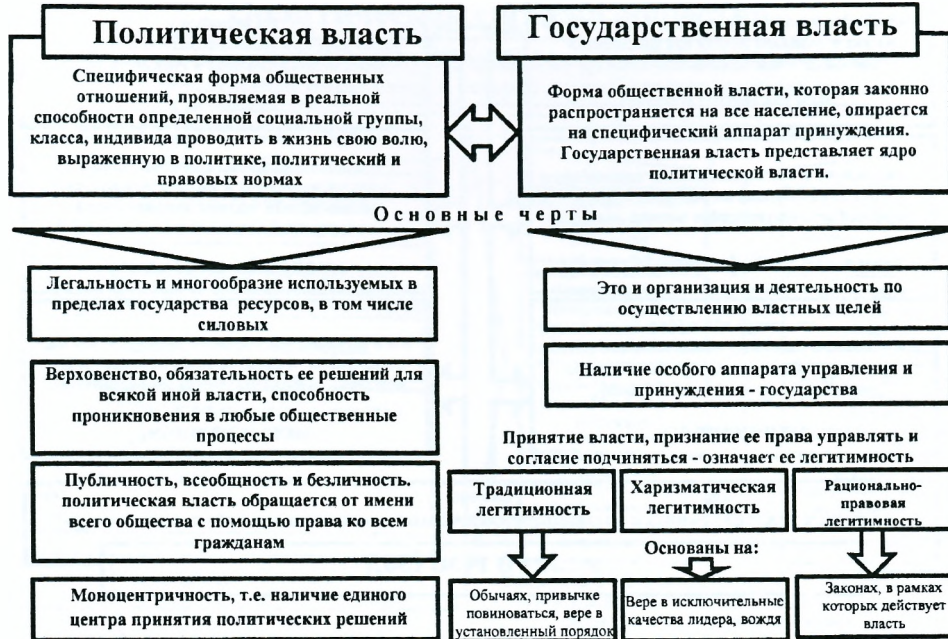 Политическая власть
Специфическая форма общественных
отношений, проявляемая в реальной
способности определенной социальной группы,
класса, индивида проводить в жизнь свою волю,
выраженную в политике, политический и
правовых нормах
Государственная власть
Форма общественной власти, которая законно
распространяется на все население, опирается
на специфический аппарат принуждения.
Государственная власть представляет ядро
политической власти.
Основные черты
Легальность и многообразие используемых в
пределах государства ресурсов, в том числе
силовых
Верховенство, обязательность ее решений для
всякой иной власти, способность
проникновения в любые общественные
процессы
Публичность, всеобщность и безличность.
политическая власть обращается от имени
всего общества с помощью права ко всем
гражданам
Моноцентричность, т.е. наличие единого
центра принятия политических решений
Это и организация и деятельность по
осуществлению властных целей
Наличие особого аппарата управления и
принуждения - государства
Принятие власти, признание ее права управлять и
согласие подчиняться - означает ее легитимность
Традиционная
легитимность
Харизматическая
легитимность
Рационально-
правовая
легитимность
Основаны на:
Обычаях, привычке
повиноваться, вере в
установленный порядок
Вере в исключительные
качества лидера, вождя
Законах, в рамках
которых действует
власть